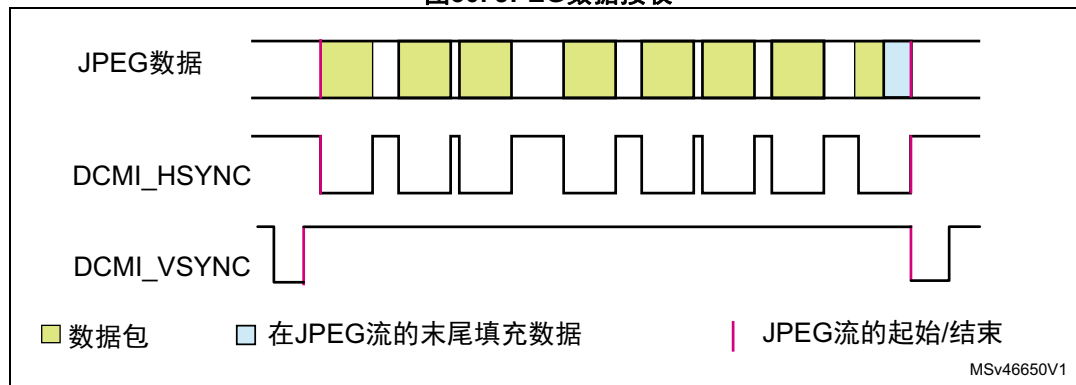 JPEG数据
DCMI_HSYNC
DCMI_VSYNC
数据包
在JPEG流的末尾填充数据
JPEG流的起始/结束
MSv46650V1